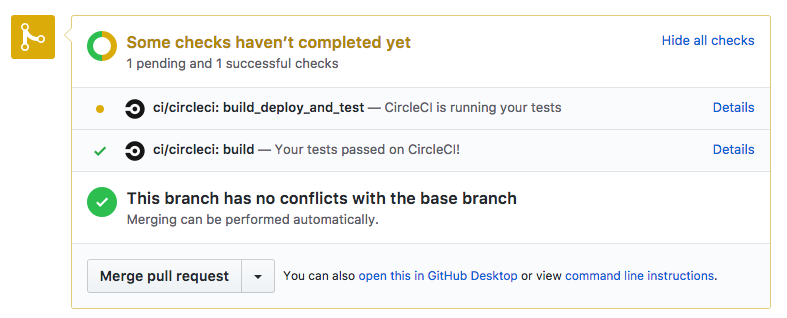 Some checks haven’t completed yet
Hide all checks
1 pending and 1 successful checks
ci/circleci: build_deploy_and_test — CircleCI is running your tests
Details
ci/circleci: build — Your tests passed on CircleCI!
Details
This branch has no conflicts with the base branch
Merging can be performed automatically.
Merge pull request
You can also open this in GitHub Desktop or view command line instructions.